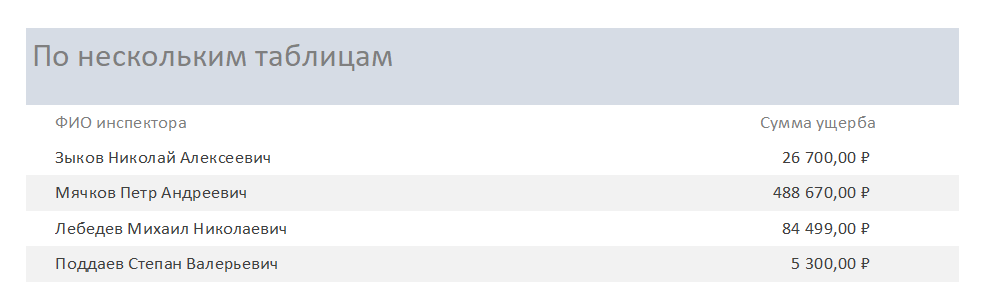 По нескольким таблицам
ФИО инспектора Сумма ущерба
Зыков Николай Алексеевич 26 700,00 ₽
Мячков Петр Андреевич 488 670,00 ₽
Лебедев Михаил Николаевич 84 499,00 ₽
Поддаев Степан Валерьевич 5 300,00 ₽